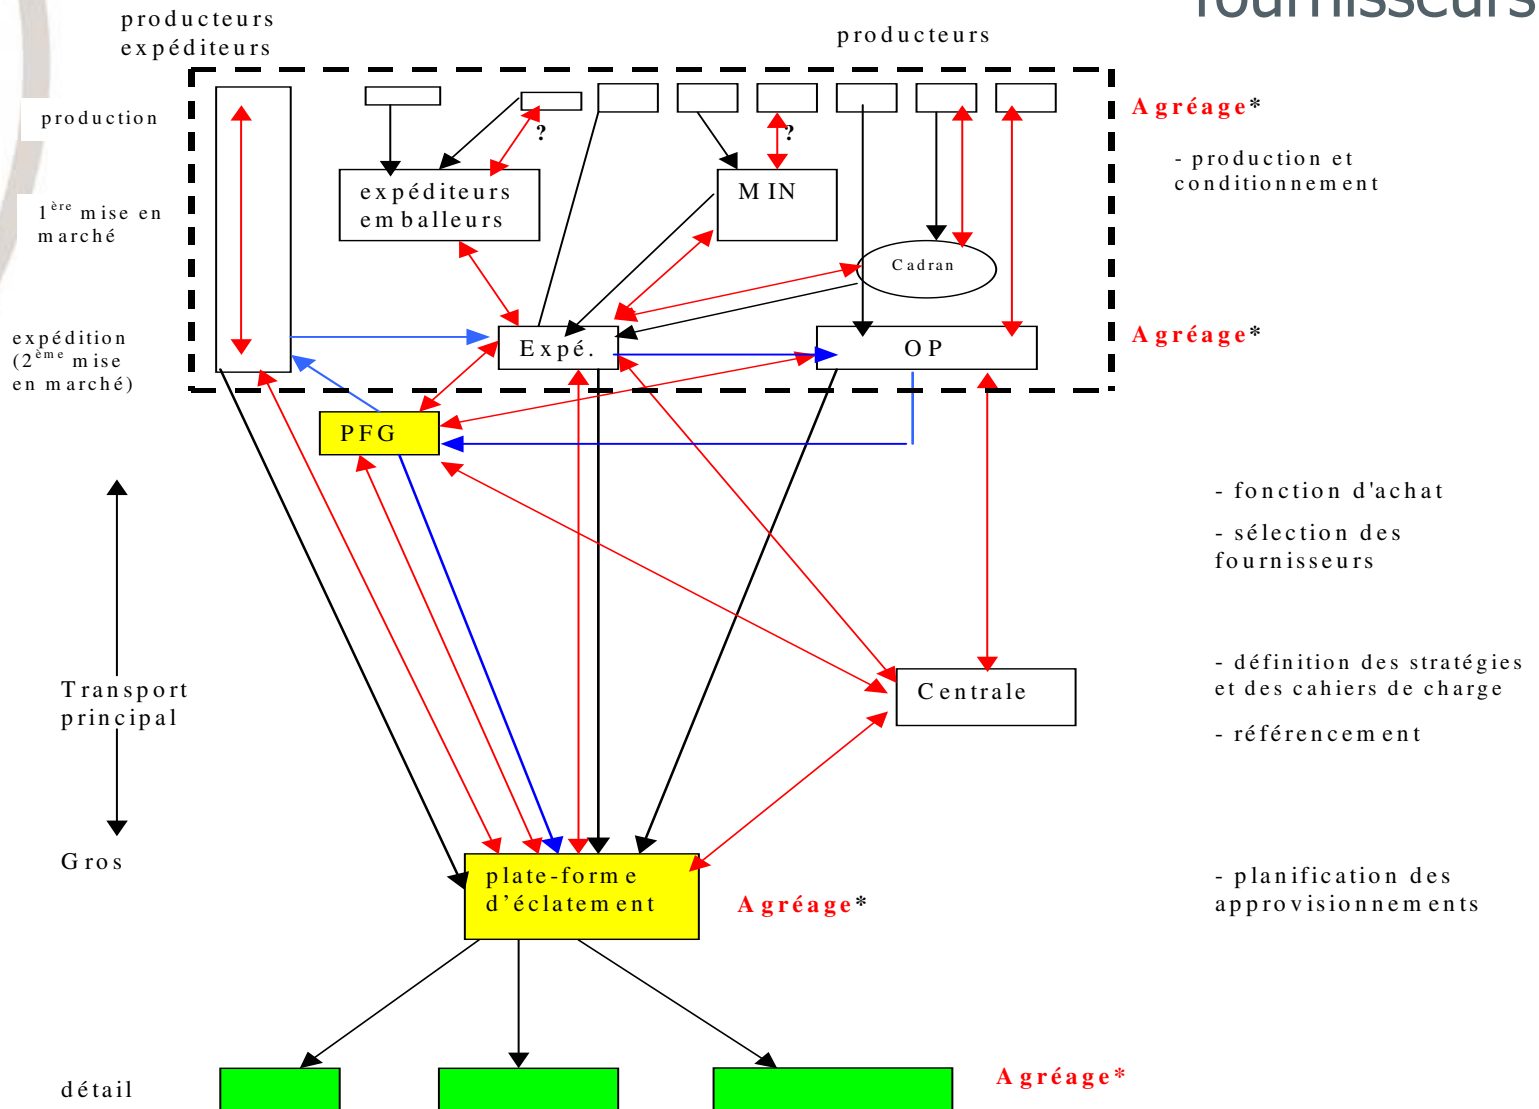 fournisseurs
producteurs
expéditeurs
producteurs
production
Agréage*
?
?
- production et
conditionnement
expéditeurs
emballeurs
MIN
1ère mise en
marché
Cadran
expédition
(2ème mise
en marché)
Expé.
OP
Agréage*
PFG
- fonction d'achat
- sélection des
fournisseurs
Transport
principal
Centrale
- définition des stratégies
et des cahiers de charge
- référencement
Gros
plate-forme
d’éclatement
Agréage*
- planification des
approvisionnements
détail
Agréage*